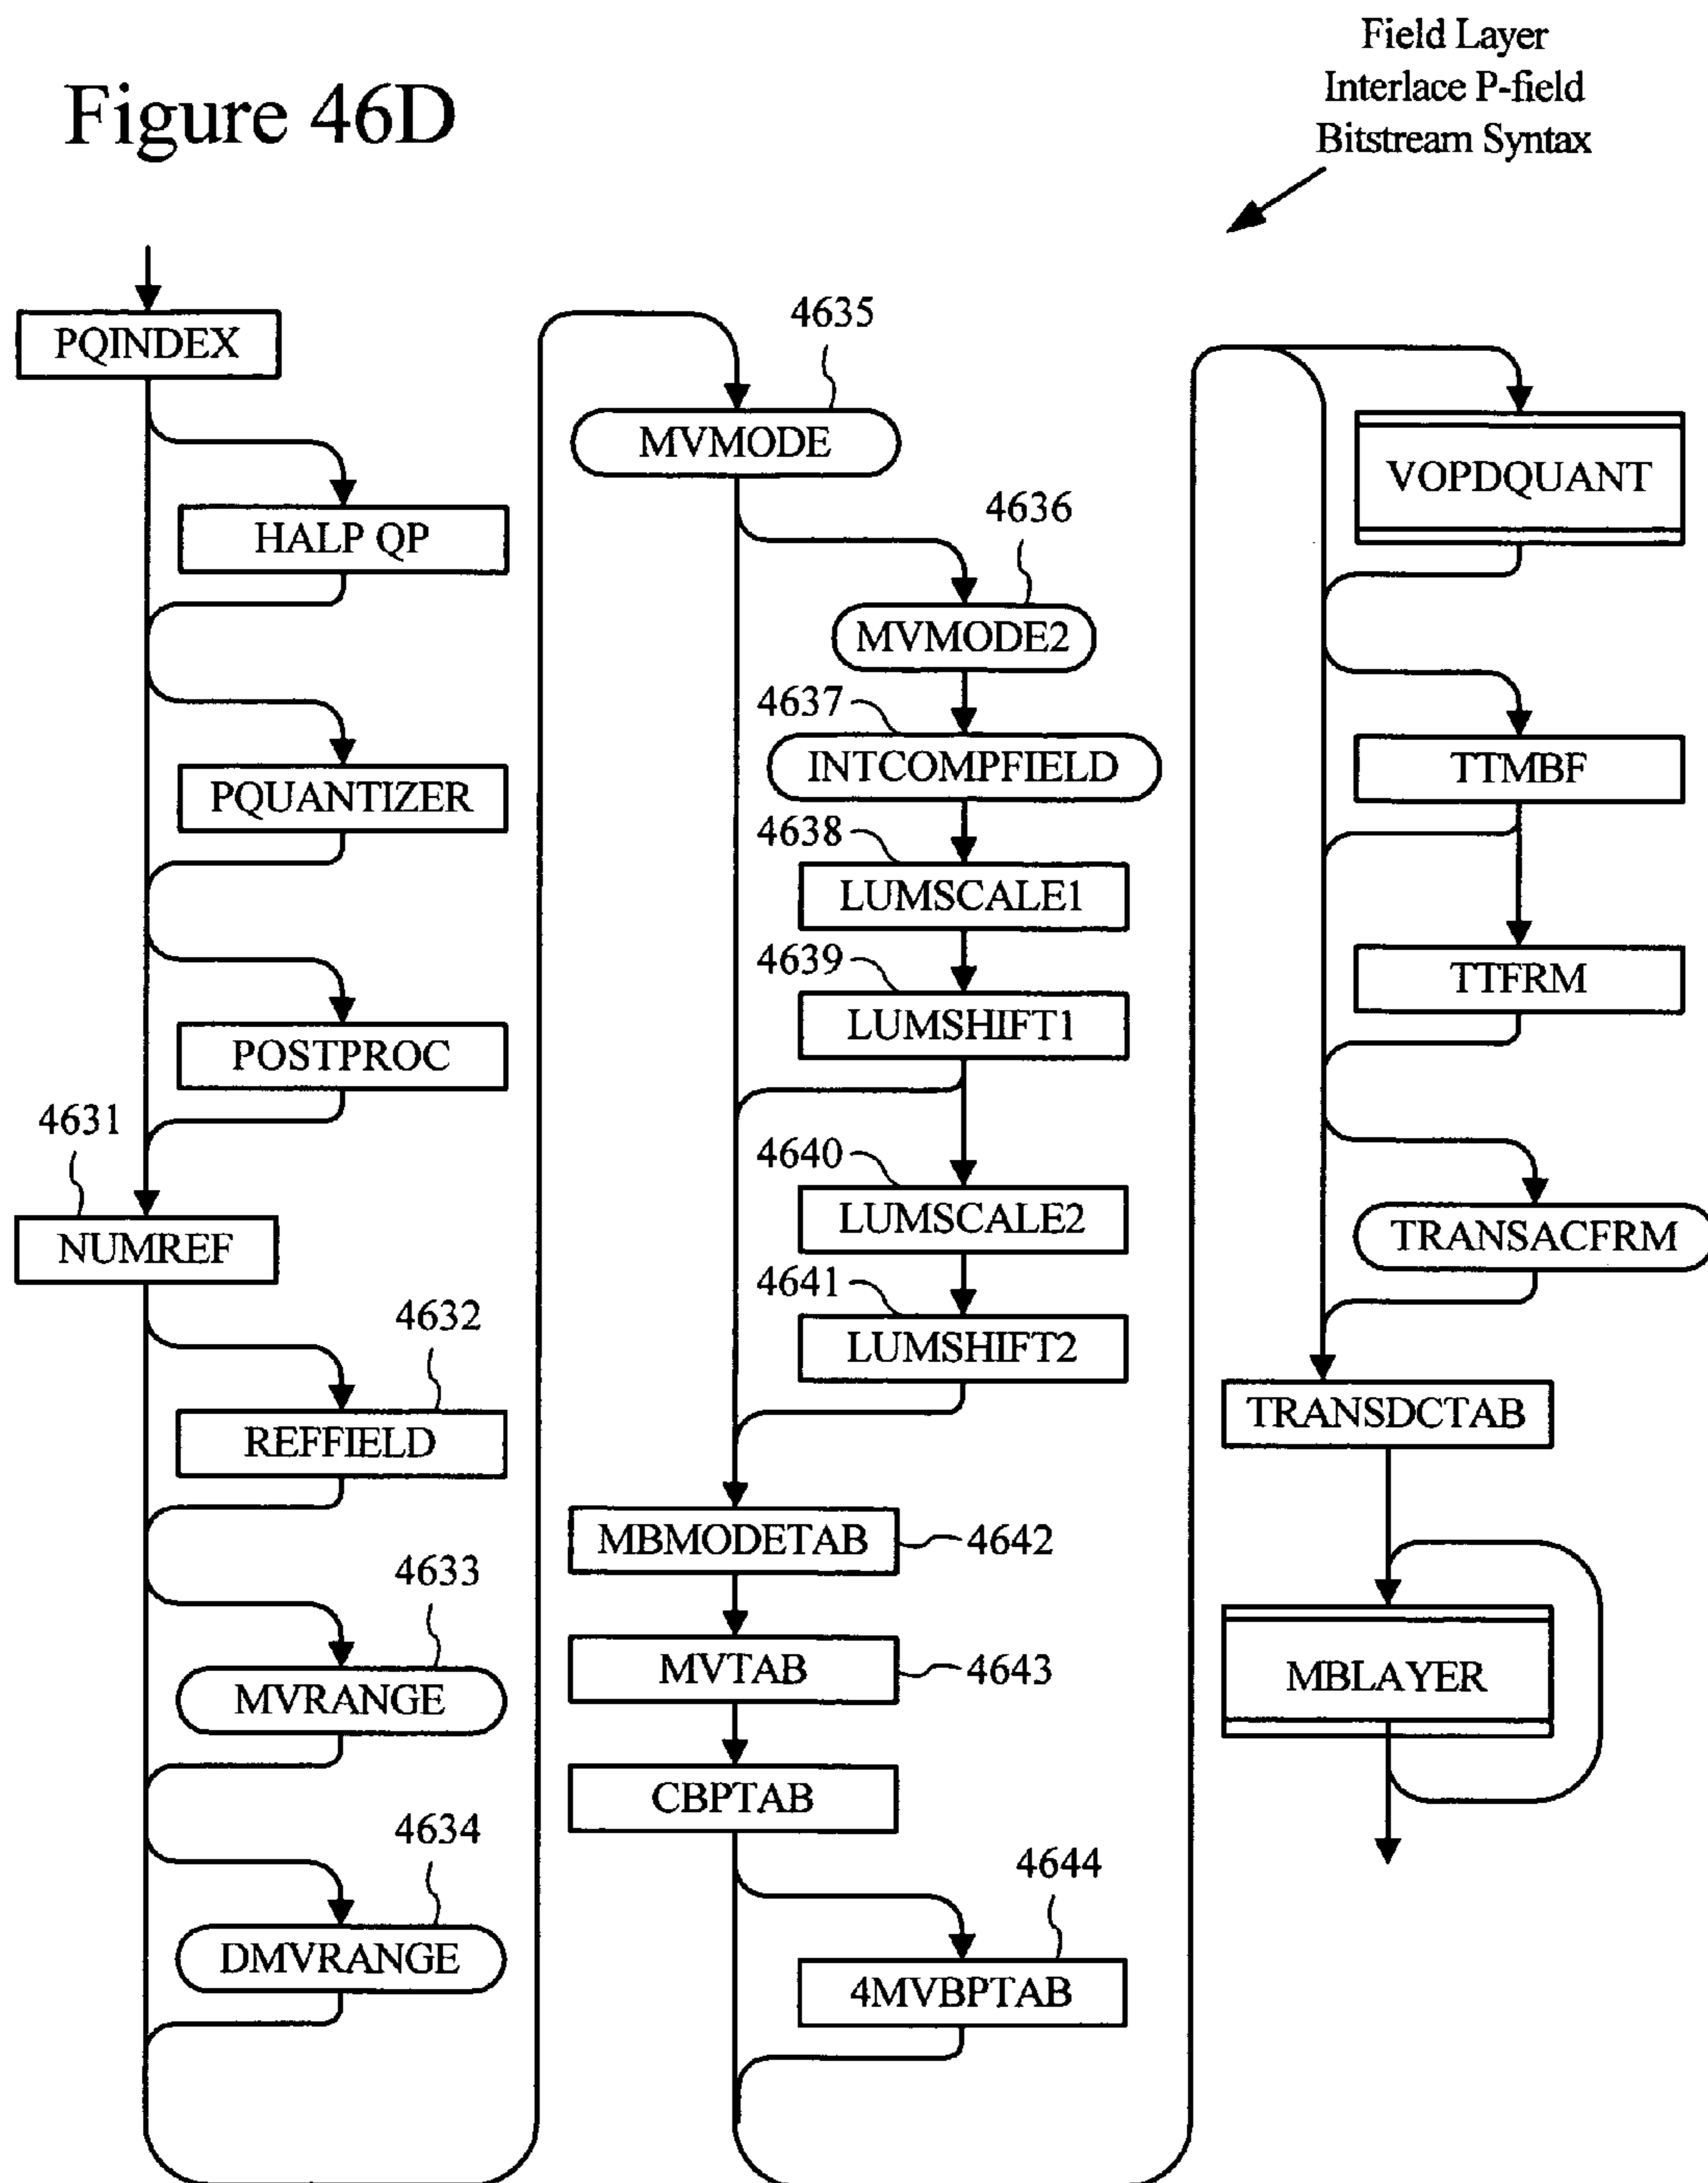 Figure 46D
Field Layer
Interlace P-field
Bitstream Syntax
PQINDEX
HALP QP
PQUANTIZER
POSTPROC
4631
NUMREF
4632
REFFIELD
4633
MVRANGE
4634
DMVRANGE
4635
MVMODE
4636
MVMODE2
4637
INTCOMPFIELD
4638
LUMSCALE1
4639
LUMSHIFT1
4640
LUMSCALE2
4641
LUMSHIFT2
MBMODETAB
4642
MVTAB
4643
CBPTAB
4644
4MVBPTAB
VOPDQUANT
TTMBF
TTFRM
TRANSACFRM
TRANSDCTAB
MBLAYER